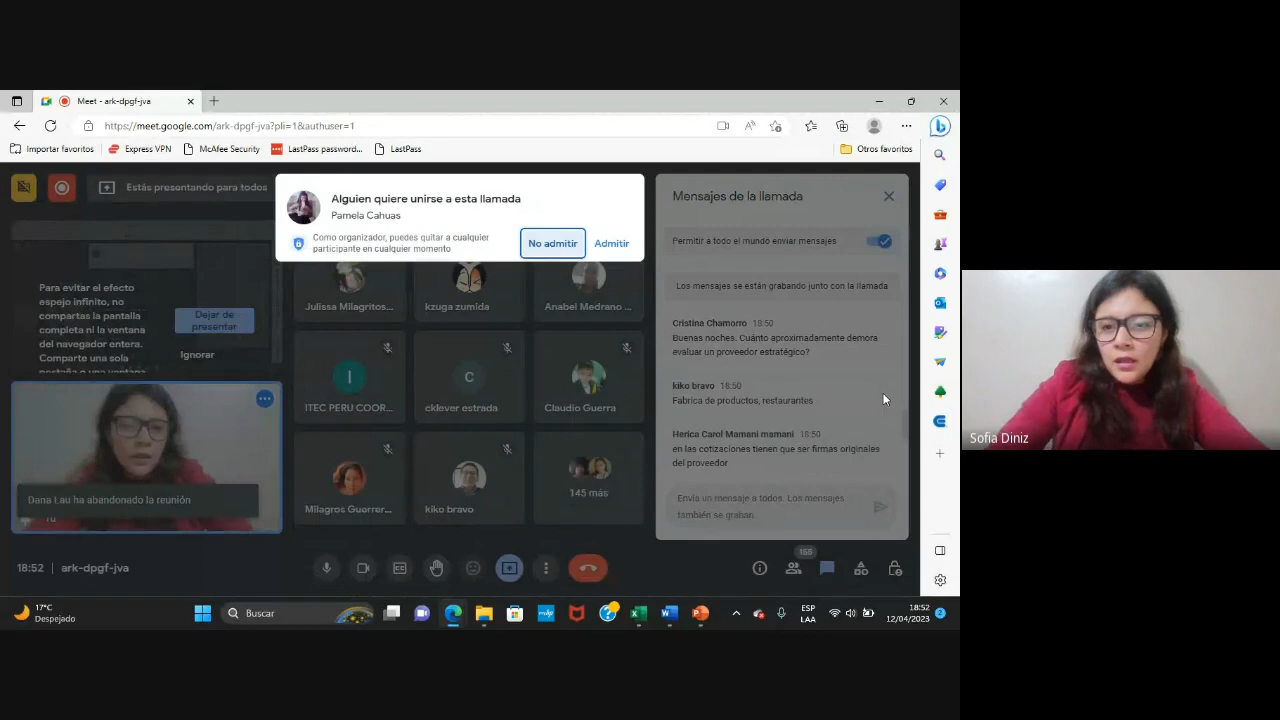 Meet - ark-dpgf-jva
https://meet.google.com/ark-dpgf-jva?pli=1&authuser=1
Importar favoritos
Express VPN
McAfee Security
LastPass password...
LastPass
Otros favoritos
Estás presentando para todos
Alguien quiere unirse a esta llamada
Pamela Cahuas
Como organizador, puedes quitar a cualquier
participante en cualquier momento
No admitir
Admitir
Para evitar el efecto
espejo infinito, no
compartas la pantalla
completa ni la ventana
del navegador entera.
Comparte una sola
pestaña o una ventana
Dejar de
presentar
Ignorar
Dana Lau ha abandonado la reunión
Tú
Julissa Milagritos...
kzuga zumida
Anabel Medrano ...
I
ITEC PERU COOR...
C
cklever estrada
Claudio Guerra
Milagros Guerrer...
kiko bravo
145 más
Mensajes de la llamada
Permitir a todo el mundo enviar mensajes
Los mensajes se están grabando junto con la llamada
Cristina Chamorro 18:50
Buenas noches. Cuánto aproximadamente demora
evaluar un proveedor estratégico?
kiko bravo 18:50
Fabrica de productos, restaurantes
Herica Carol Mamani mamani 18:50
en las cotizaciones tienen que ser firmas originales
del proveedor
Envía un mensaje a todos. Los mensajes
también se graban.
18:52 | ark-dpgf-jva
17°C
Despejado
Buscar
ESP
LAA
18:52
12/04/2023
2
Sofia Diniz